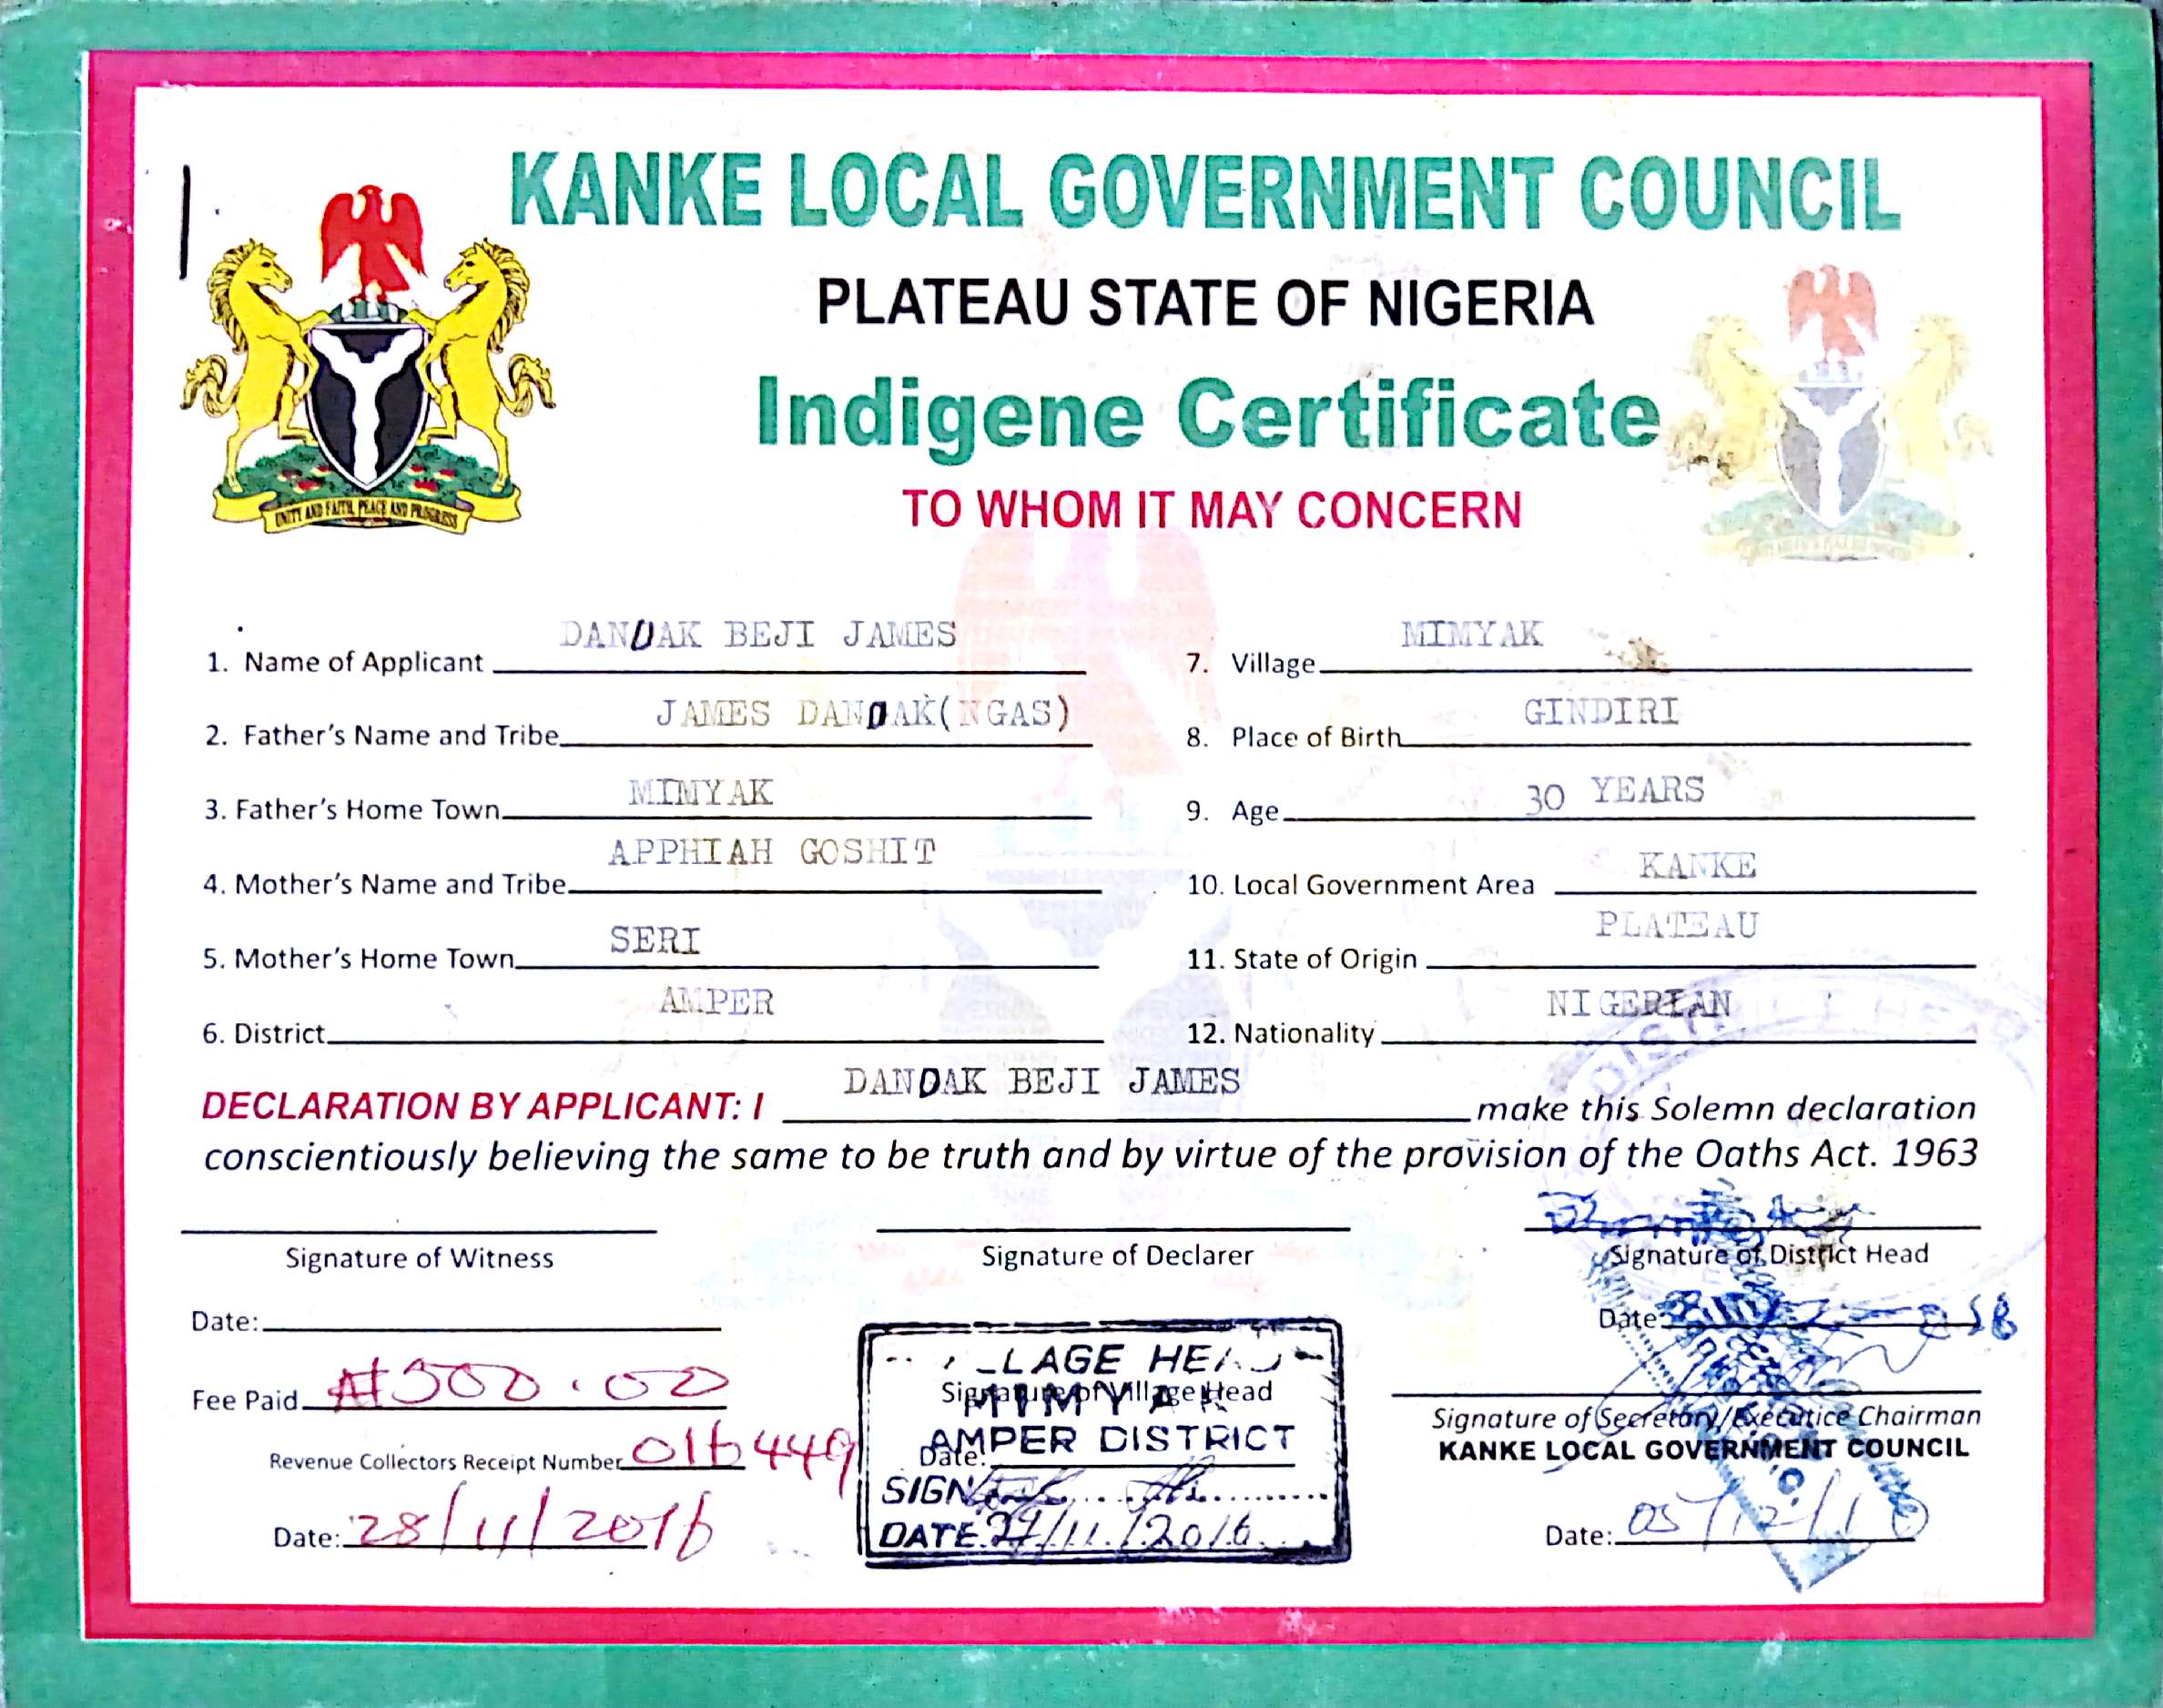 KANKE LOCAL GOVERNMENT COUNCIL
PLATEAU STATE OF NIGERIA
Indigene Certificate
TO WHOM IT MAY CONCERN
UNITY AND FAITH, PEACE AND PROGRESS
1. Name of Applicant DANDAK BEJI JAMES
2. Father's Name and Tribe JAMES DANDAK(NGAS)
3. Father's Home Town MIMYAK
4. Mother's Name and Tribe APPHIAH GOSHIT
5. Mother's Home Town SERI
6. District AMPER
7. Village MIMYAK
8. Place of Birth GINDIRI
9. Age 30 YEARS
10. Local Government Area KANKE
11. State of Origin PLATEAU
12. Nationality NIGERIAN
DISTRICT HEAD
DECLARATION BY APPLICANT: I DANDAK BEJI JAMES make this Solemn declaration
conscientiously believing the same to be truth and by virtue of the provision of the Oaths Act. 1963
Signature of Witness
Signature of Declarer
Signature of District Head
Date:
Date:
Fee Paid ₦500.00
Revenue Collectors Receipt Number 016449
Date: 28/11/2016
Signature of Village Head
Date:
VILLAGE HEAD
MIMYAK
AMPER DISTRICT
SIGN
DATE 27/11/2016
Signature of Secretary/Executice Chairman
KANKE LOCAL GOVERNMENT COUNCIL
Date: 05/12/16